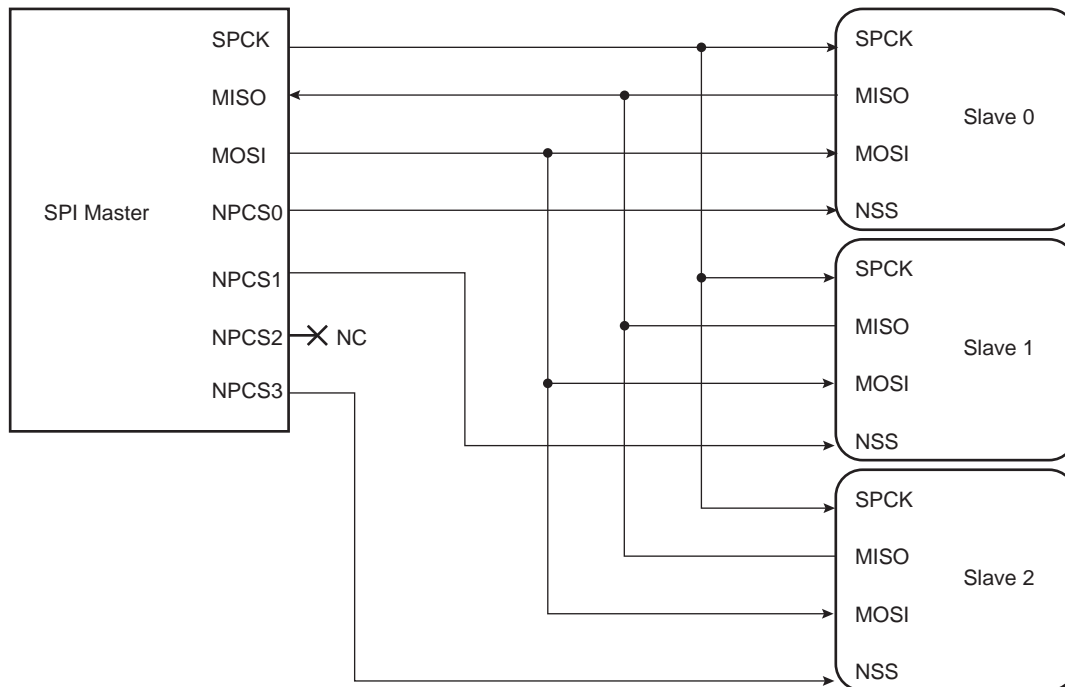 SPCK
MISO
MOSI
SPI Master
NPCS0
NPCS1
NPCS2
NC
NPCS3
SPCK
MISO
Slave 0
MOSI
NSS
SPCK
MISO
Slave 1
MOSI
NSS
SPCK
MISO
Slave 2
MOSI
NSS